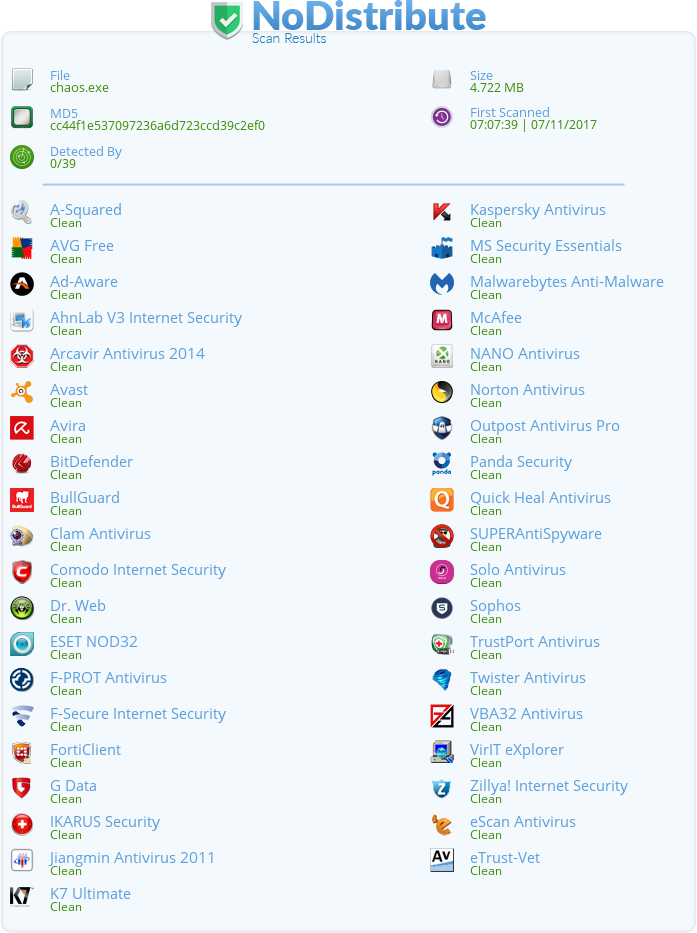 NoDistribute
Scan Results
File
chaos.exe
Size
4.722 MB
MD5
cc44f1e537097236a6d723ccd39c2ef0
First Scanned
07:07:39 | 07/11/2017
Detected By
0/39
A-Squared
Clean
AVG Free
Clean
Ad-Aware
Clean
AhnLab V3 Internet Security
Clean
Arcavir Antivirus 2014
Clean
Avast
Clean
Avira
Clean
BitDefender
Clean
BullGuard
BullGuard
Clean
Clam Antivirus
Clean
Comodo Internet Security
Clean
Dr. Web
Clean
ESET NOD32
Clean
F-PROT Antivirus
Clean
F-Secure Internet Security
Clean
FortiClient
Clean
G Data
Clean
IKARUS Security
Clean
Jiangmin Antivirus 2011
Clean
K7
K7 Ultimate
Clean
Kaspersky Antivirus
Clean
MS Security Essentials
Clean
Malwarebytes Anti-Malware
Clean
M
McAfee
Clean
NANO
NANO Antivirus
Clean
Norton Antivirus
Clean
Outpost Antivirus Pro
Clean
panda
Panda Security
Clean
Quick Heal Antivirus
Clean
SUPERAntiSpyware
Clean
Solo Antivirus
Clean
S
Sophos
Clean
TrustPort Antivirus
Clean
Twister Antivirus
Clean
VBA32 Antivirus
Clean
VirIT eXplorer
Clean
Z
Zillya! Internet Security
Clean
eScan Antivirus
Clean
AV
eTrust-Vet
Clean